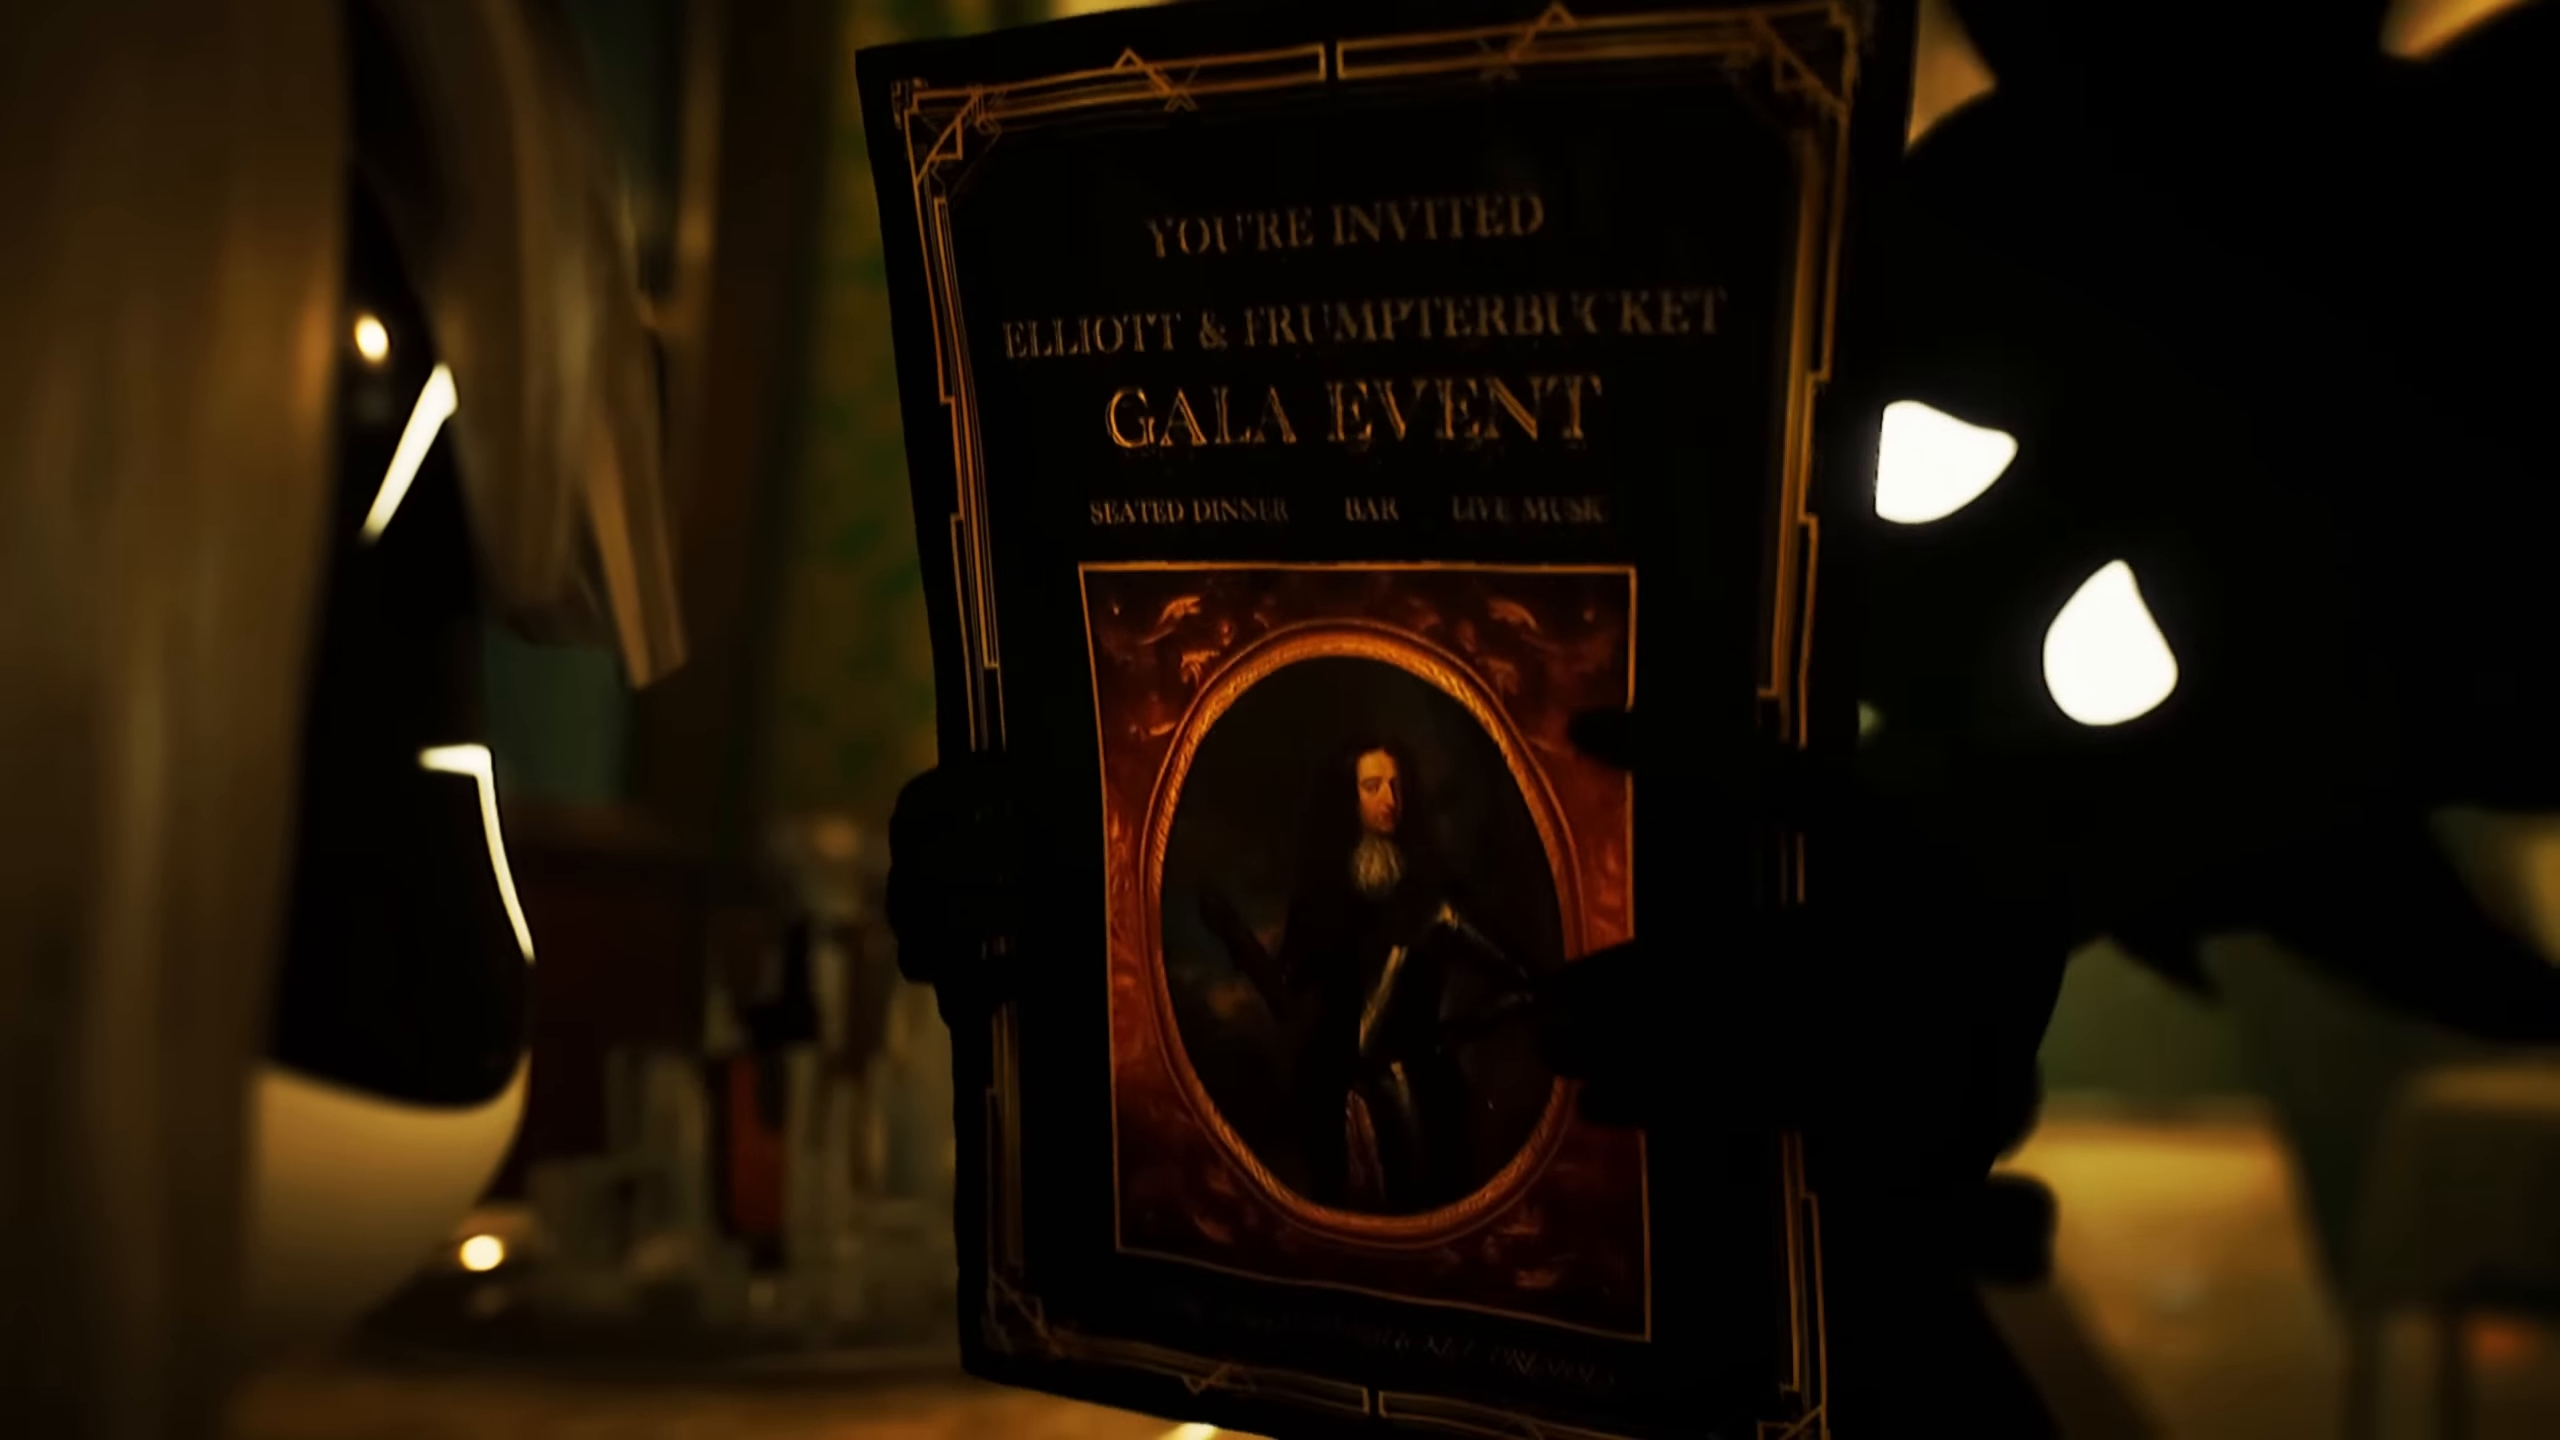 YOU'RE INVITED
ELLIOTT & FRUMPTERBUCKET
GALA EVENT
SEATED DINNER BAR LIVE MUSIC